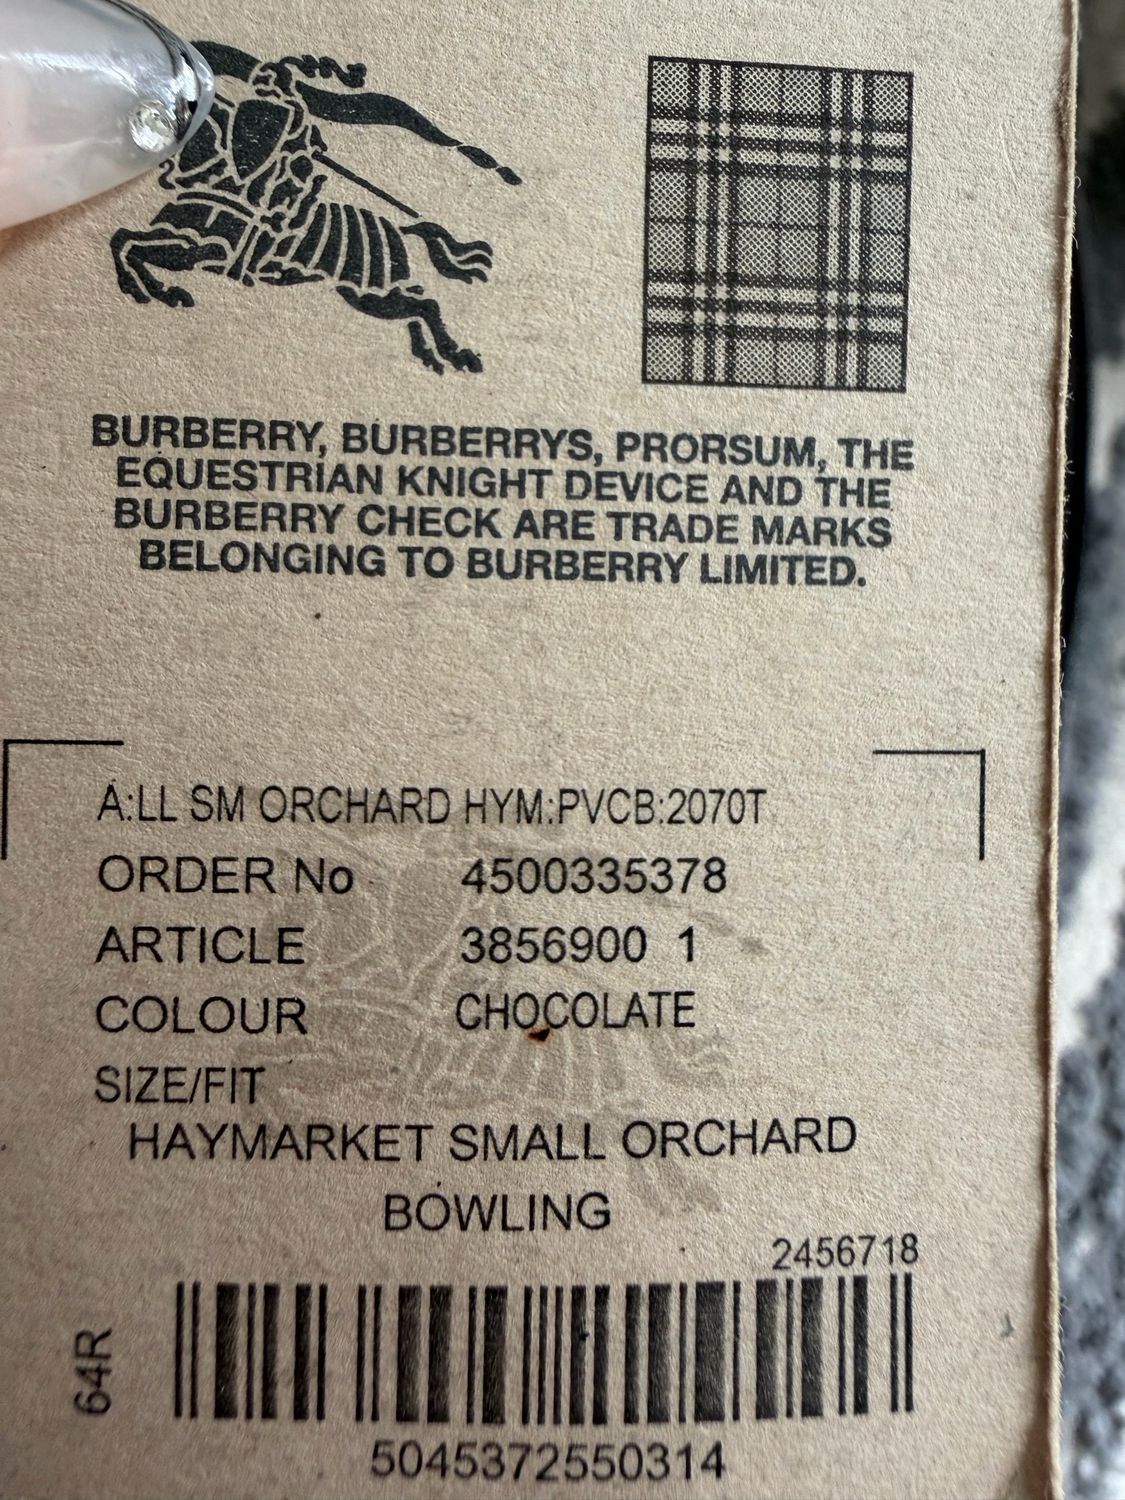 BURBERRY, BURBERRYS, PRORSUM, THE
EQUESTRIAN KNIGHT DEVICE AND THE
BURBERRY CHECK ARE TRADE MARKS
BELONGING TO BURBERRY LIMITED.
A:LL SM ORCHARD HYM:PVCB:2070T
ORDER No 4500335378
ARTICLE 3856900 1
COLOUR CHOCOLATE
SIZE/FIT
HAYMARKET SMALL ORCHARD
BOWLING
2456718
64R
5045372550314